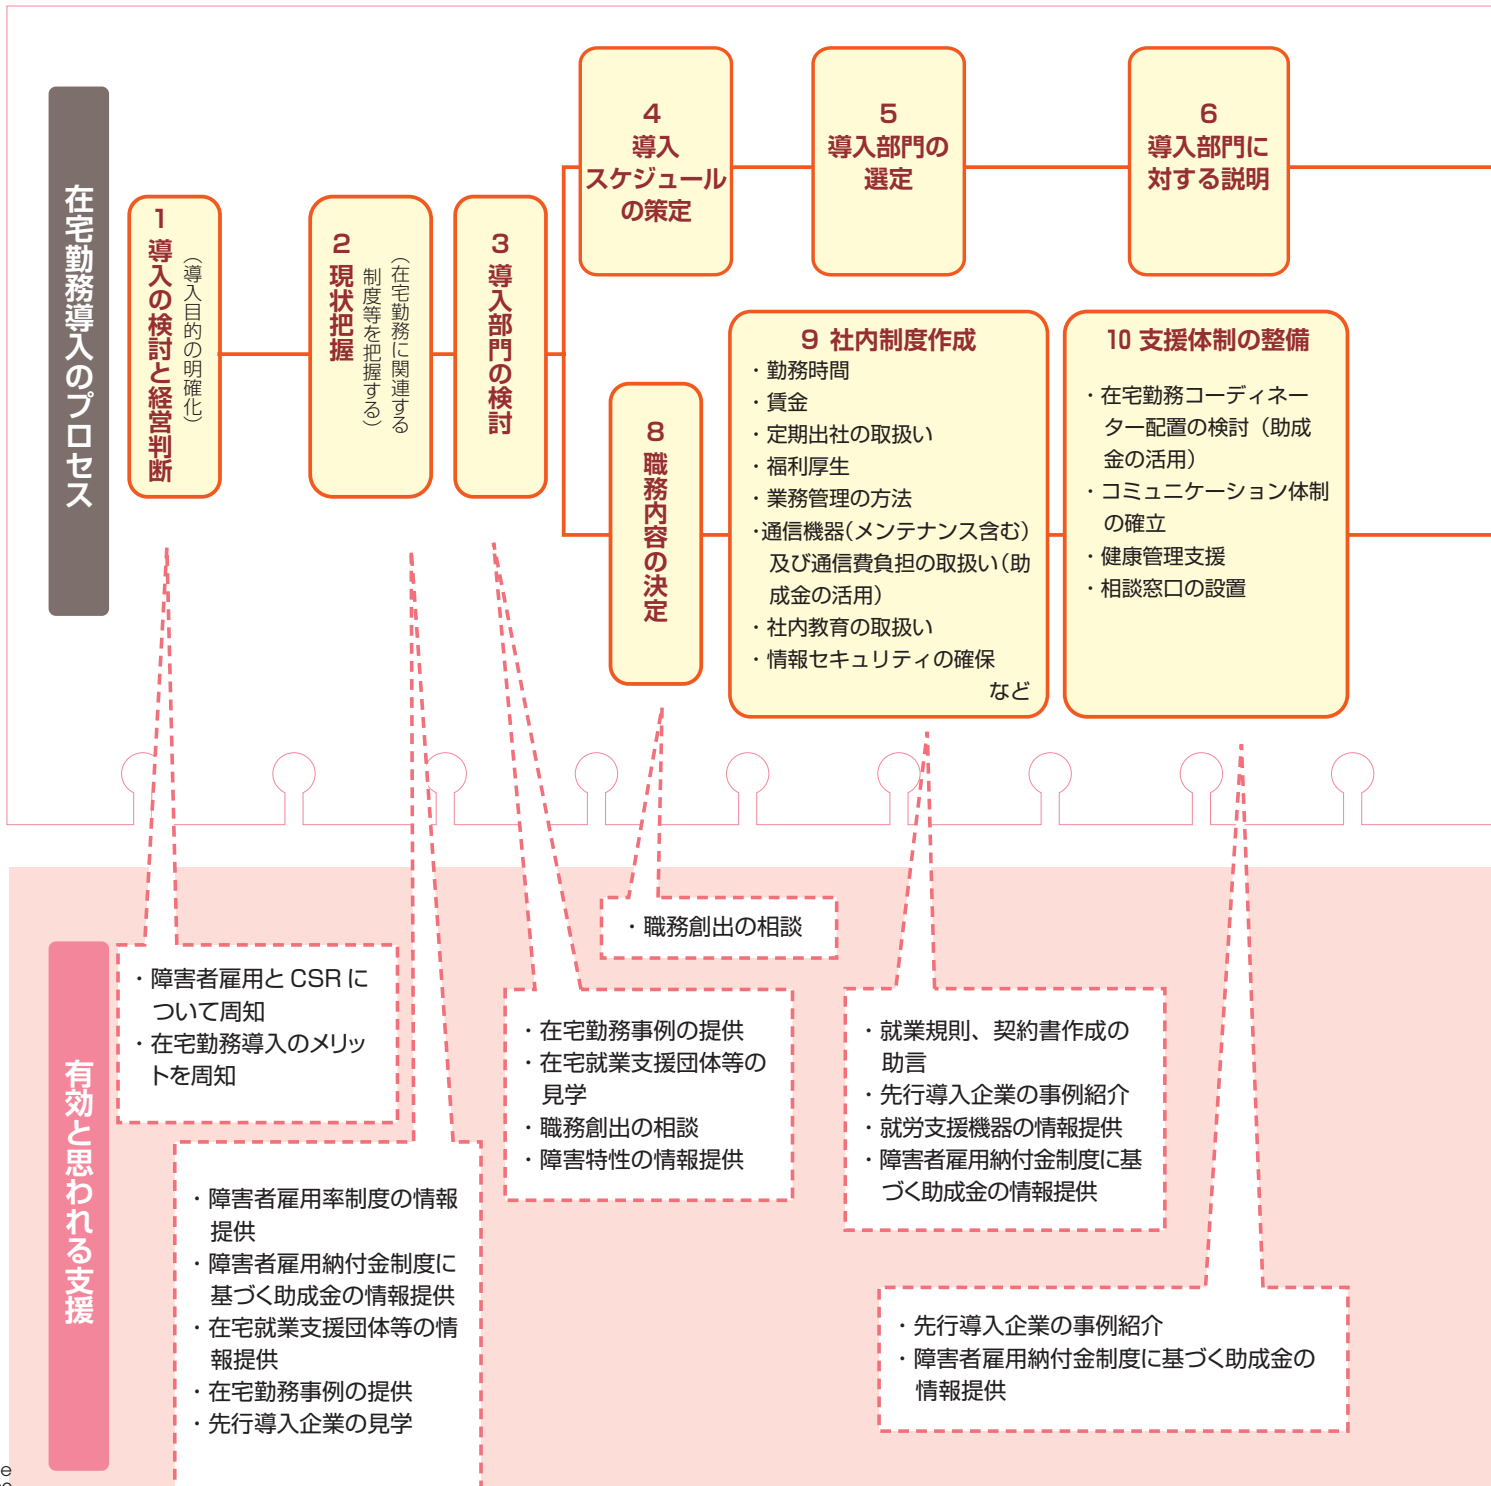 在宅勤務導入のプロセス
1 導入の検討と経営判断
（導入目的の明確化）
2 現状把握
（在宅勤務に関連する
制度等を把握する）
3 導入部門の検討
4
導入
スケジュール
の策定
5
導入部門の
選定
6
導入部門に
対する説明
8 職務内容の決定
9 社内制度作成
・勤務時間
・賃金
・定期出社の取扱い
・福利厚生
・業務管理の方法
・通信機器（メンテナンス含む）
及び通信費負担の取扱い（助
成金の活用）
・社内教育の取扱い
・情報セキュリティの確保
など
10 支援体制の整備
・在宅勤務コーディネー
ター配置の検討（助成
金の活用）
・コミュニケーション体制
の確立
・健康管理支援
・相談窓口の設置
有効と思われる支援
・障害者雇用と CSR に
ついて周知
・在宅勤務導入のメリッ
トを周知
・障害者雇用率制度の情報
提供
・障害者雇用納付金制度に
基づく助成金の情報提供
・在宅就業支援団体等の情
報提供
・在宅勤務事例の提供
・先行導入企業の見学
・在宅勤務事例の提供
・在宅就業支援団体等の
見学
・職務創出の相談
・障害特性の情報提供
・職務創出の相談
・就業規則、契約書作成の
助言
・先行導入企業の事例紹介
・就労支援機器の情報提供
・障害者雇用納付金制度に基
づく助成金の情報提供
・先行導入企業の事例紹介
・障害者雇用納付金制度に基づく助成金の
情報提供